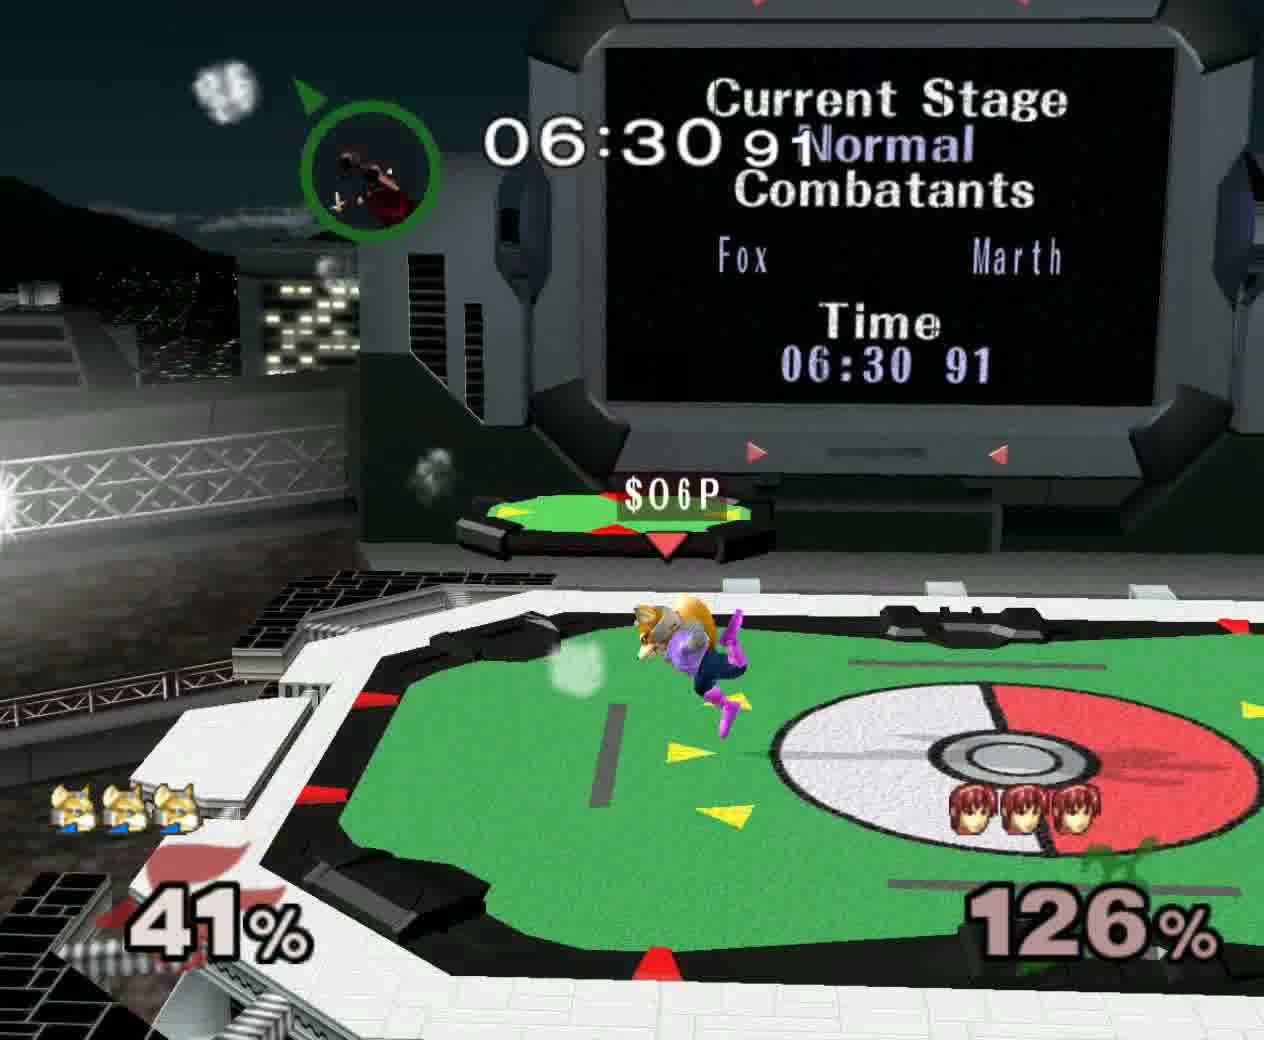 Current Stage
06:30 91
Normal
Combatants
Fox Marth
Time
06:30 91
$06P
41%
126%